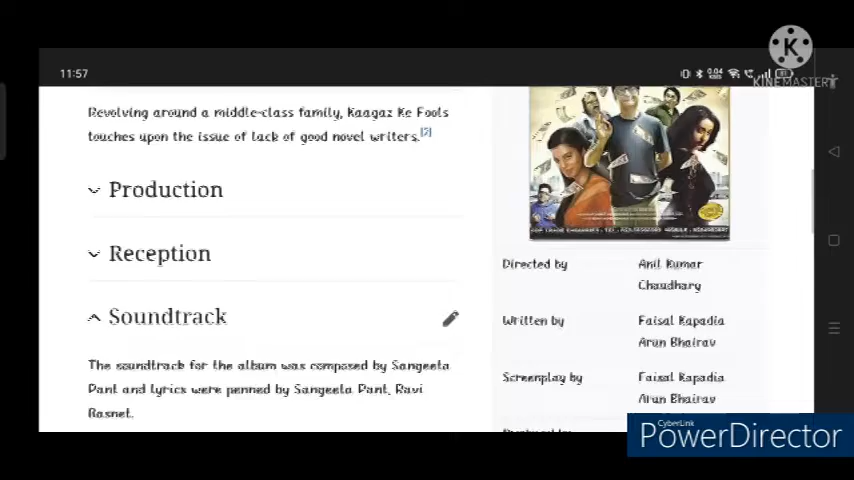 11:57
0.04
KINEMASTER
Revolving around a middle-class family, Kaagaz Ke Fools
touches upon the issue of lack of good novel writers.[2]
Production
Reception
Soundtrack
The soundtrack for the album was composed by Sangeeta
Pant and lyrics were penned by Sangeeta Pant, Ravi
Basnet.
Directed by Anil Kumar
Chaudhary
Written by Faisal Kapadia
Arun Bhairav
Screenplay by Faisal Kapadia
Arun Bhairav
CyberLink
PowerDirector